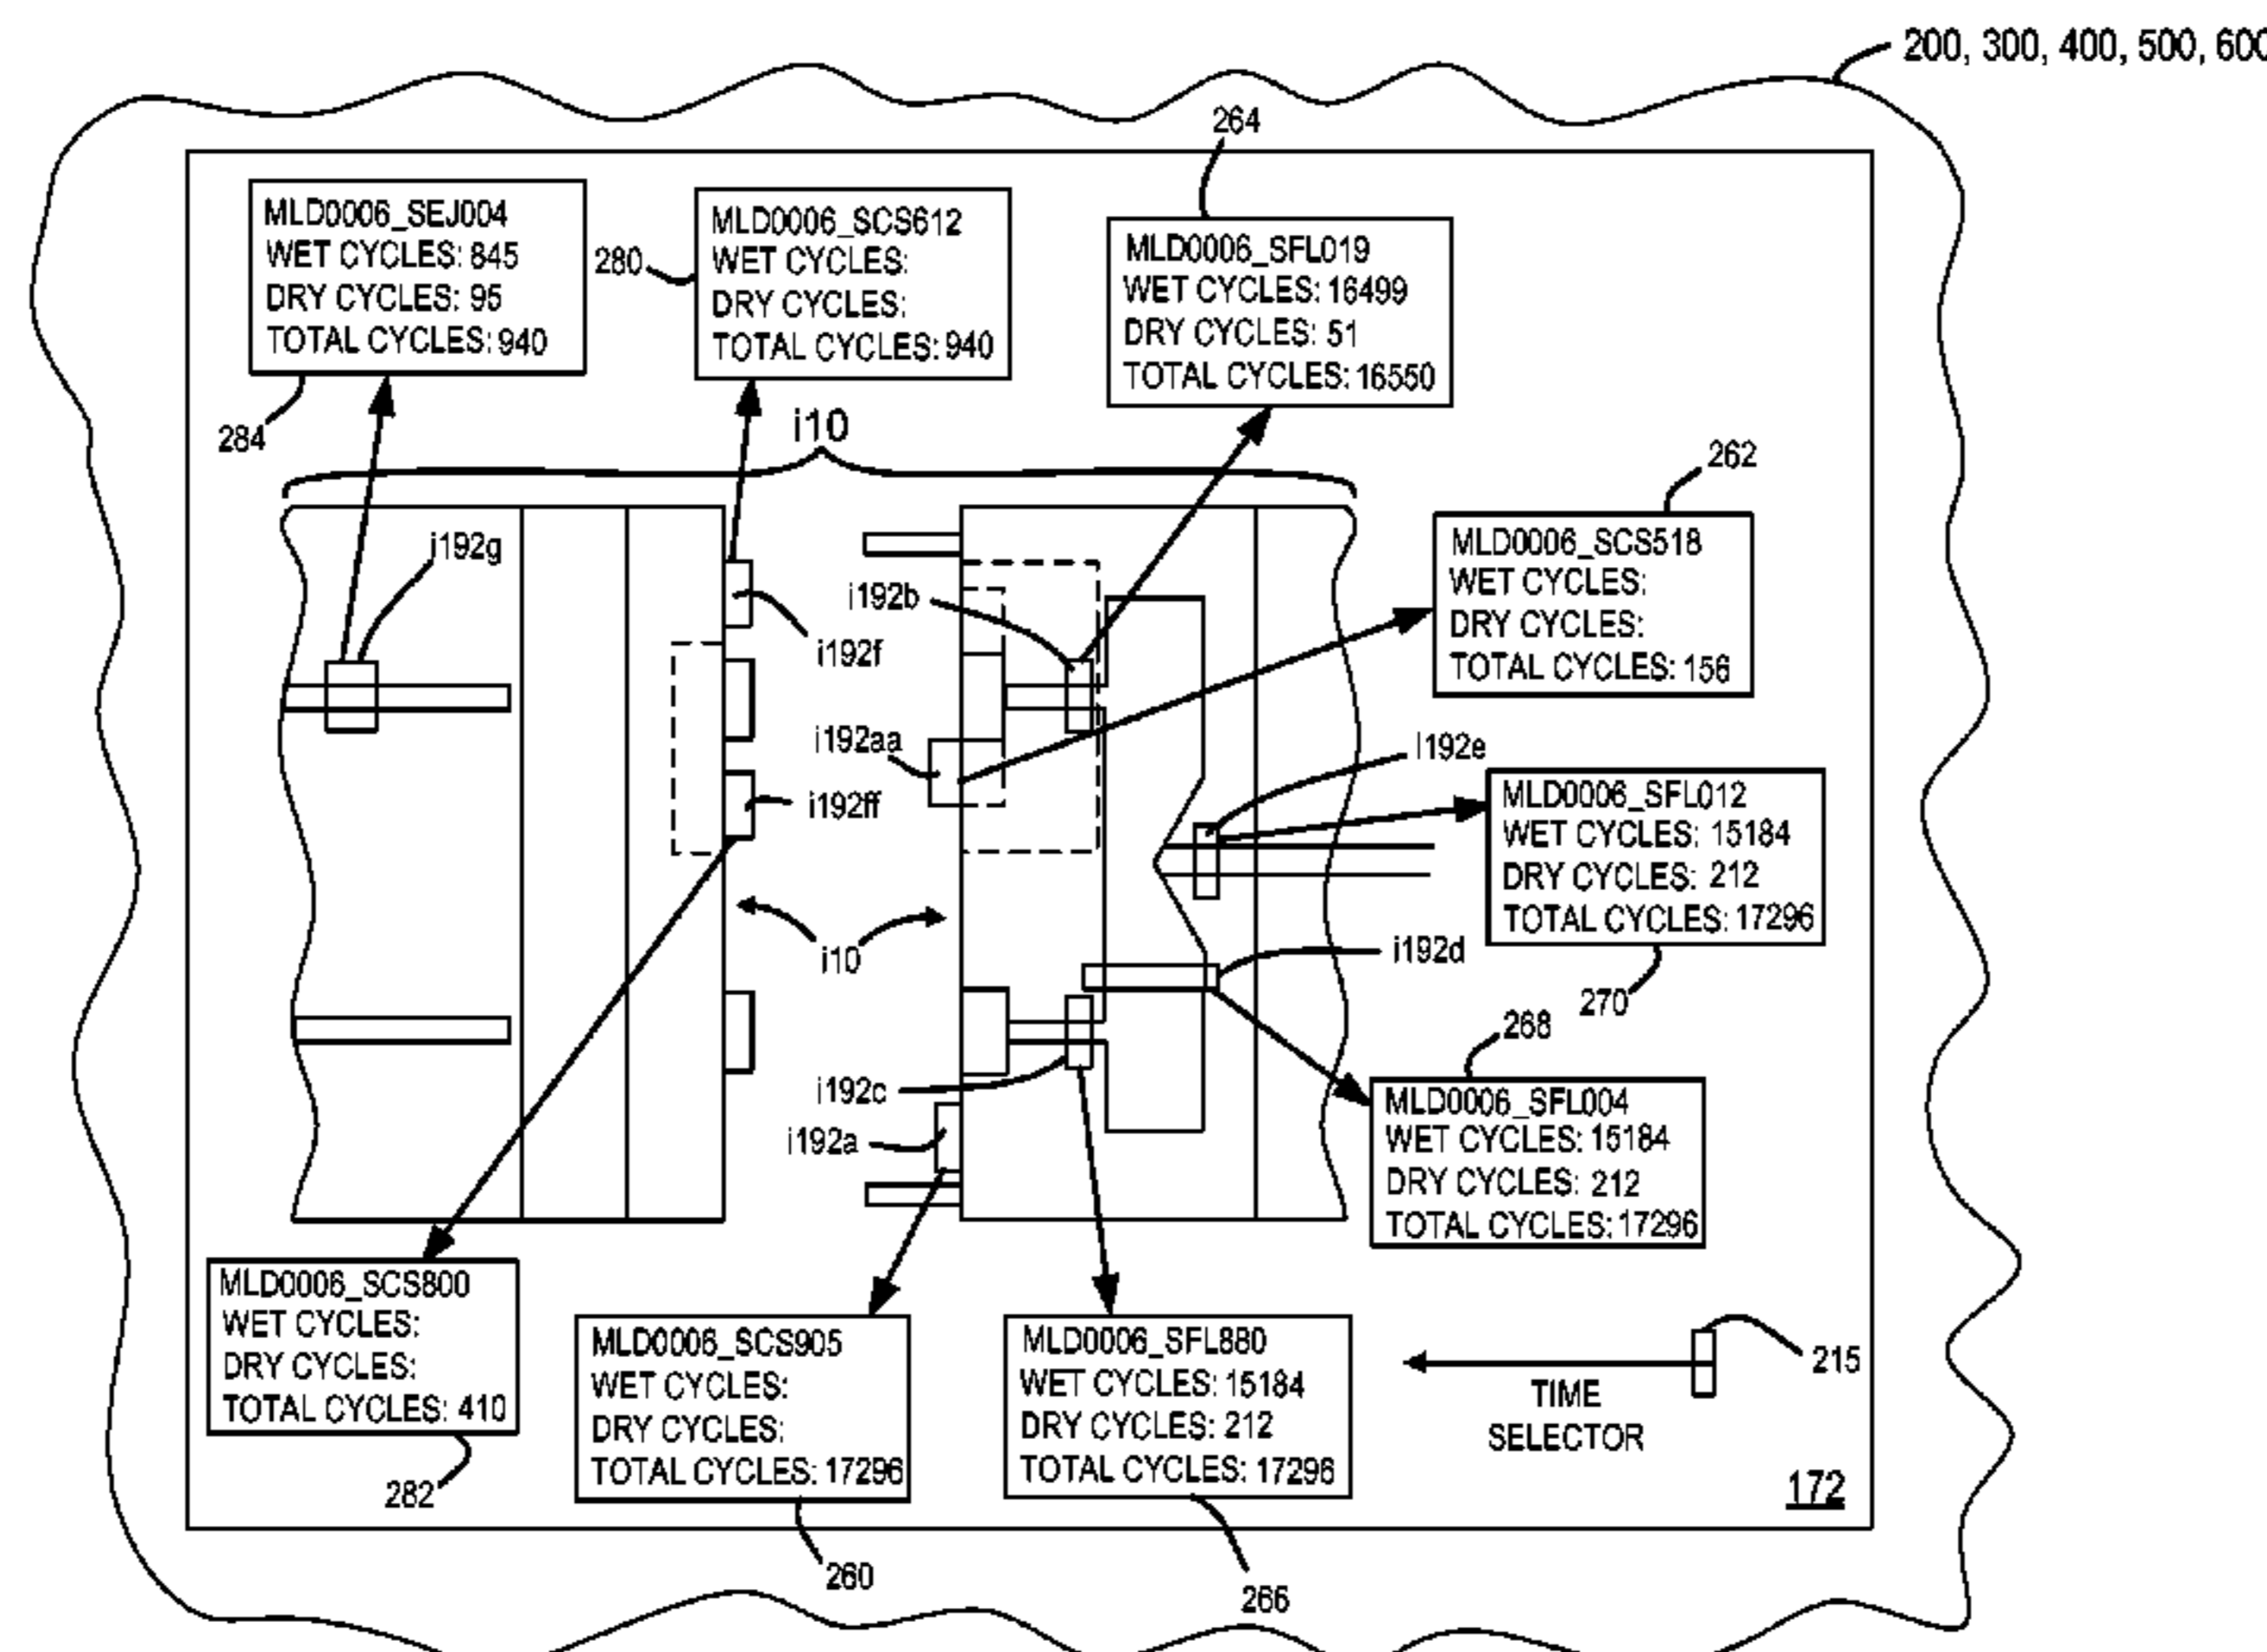 200, 300, 400, 500, 600
264
MLD0006_SEJ004
WET CYCLES: 845
DRY CYCLES: 95
TOTAL CYCLES: 940
284
280
MLD0006_SCS612
WET CYCLES:
DRY CYCLES:
TOTAL CYCLES: 940
MLD0006_SFL019
WET CYCLES: 16499
DRY CYCLES: 51
TOTAL CYCLES: 16550
i10
262
MLD0006_SCS518
WET CYCLES:
DRY CYCLES:
TOTAL CYCLES: 156
i192g
i192f
i192b
i192aa
i192ff
i192e
MLD0006_SFL012
WET CYCLES: 15184
DRY CYCLES: 212
TOTAL CYCLES: 17296
270
i10
i192d
268
MLD0006_SFL004
WET CYCLES: 15184
DRY CYCLES: 212
TOTAL CYCLES: 17296
i192c
i192a
MLD0006_SCS800
WET CYCLES:
DRY CYCLES:
TOTAL CYCLES: 410
282
MLD0006_SCS905
WET CYCLES:
DRY CYCLES:
TOTAL CYCLES: 17296
260
MLD0006_SFL880
WET CYCLES: 15184
DRY CYCLES: 212
TOTAL CYCLES: 17296
266
215
TIME
SELECTOR
172